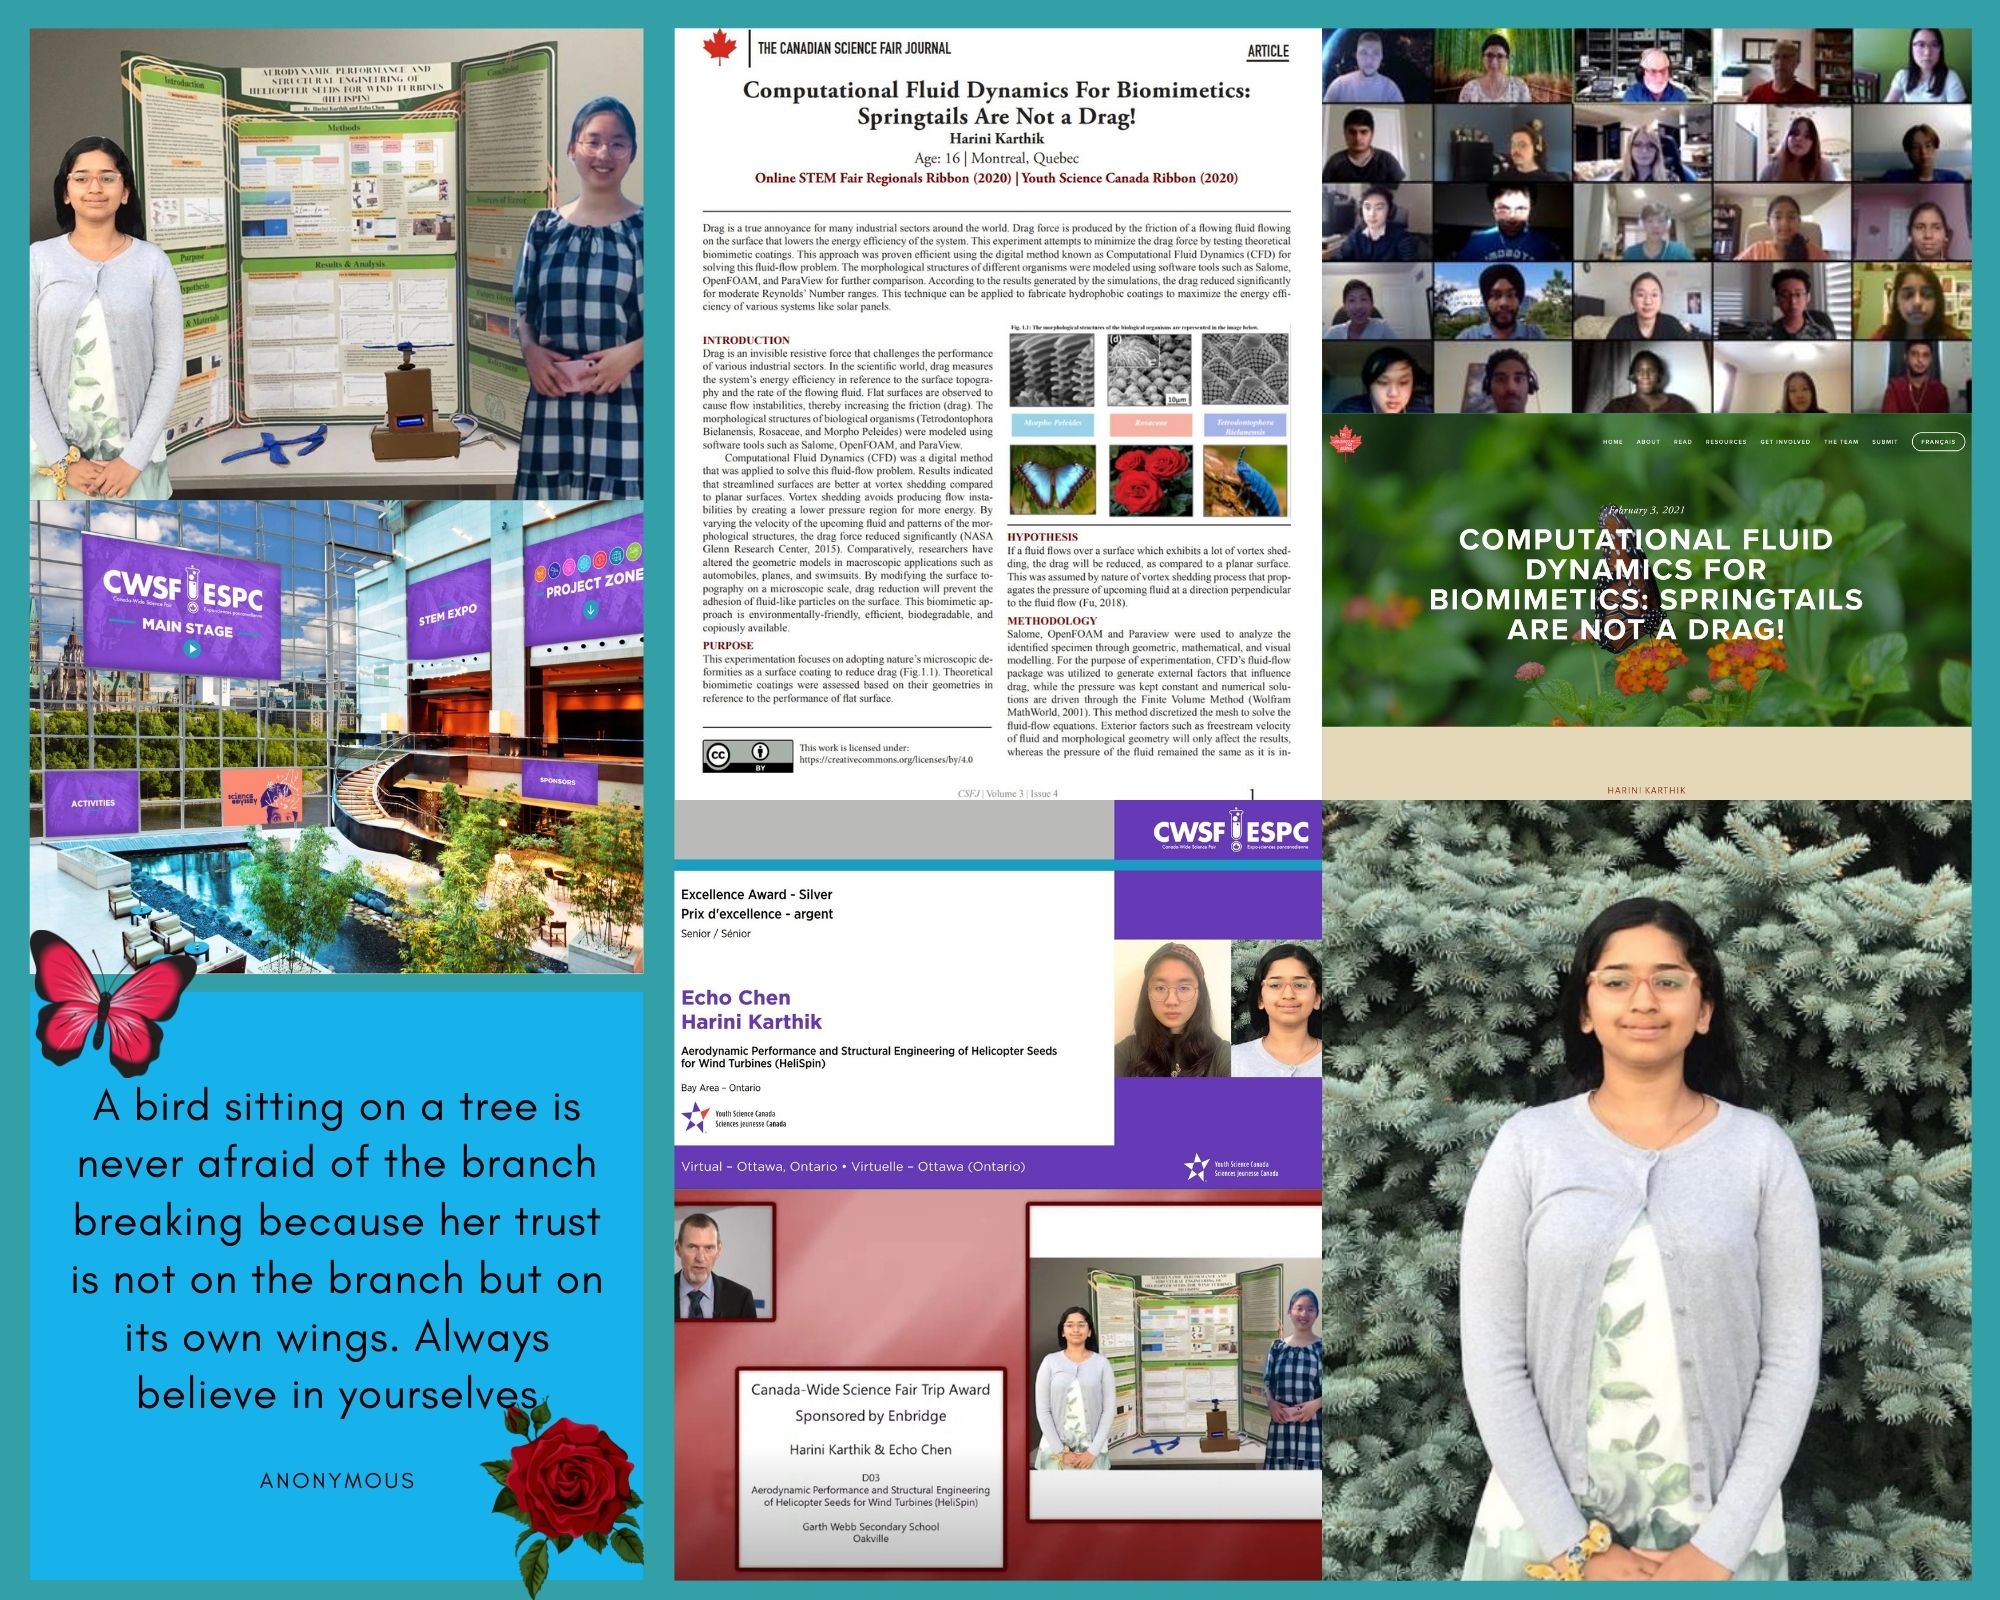 AERODYNAMIC PERFORMANCE AND
STRUCTURAL ENGINEERING OF
HELICOPTER SEEDS FOR WIND TURBINES
(HELISPIN)
By Harini Karthik and Echo Chen
Introduction
Purpose
Methods
Results & Analysis
Conclusion
Sources of Error
References
CWSF ESPC
Canada-Wide Science Fair
Expo-sciences pancanadienne
MAIN STAGE
STEM EXPO
PROJECT ZONE
ACTIVITIES
science
odyssey
SPONSORS
A bird sitting on a tree is
never afraid of the branch
breaking because her trust
is not on the branch but on
its own wings. Always
believe in yourselves.
ANONYMOUS
THE CANADIAN SCIENCE FAIR JOURNAL
ARTICLE
Computational Fluid Dynamics For Biomimetics:
Springtails Are Not a Drag!
Harini Karthik
Age: 16 | Montreal, Quebec
Online STEM Fair Regionals Ribbon (2020) | Youth Science Canada Ribbon (2020)
Drag is a true annoyance for many industrial sectors around the world. Drag force is produced by the friction of a flowing fluid flowing
on the surface that lowers the energy efficiency of the system. This experiment attempts to minimize the drag force by testing theoretical
biomimetic coatings. This approach was proven efficient using the digital method known as Computational Fluid Dynamics (CFD) for
solving this fluid-flow problem. The morphological structures of different organisms were modeled using software tools such as Salome,
OpenFOAM, and ParaView for further comparison. According to the results generated by the simulations, the drag reduced significantly
for moderate Reynolds' Number ranges. This technique can be applied to fabricate hydrophobic coatings to maximize the energy effi-
ciency of various systems like solar panels.
INTRODUCTION
Drag is an invisible resistive force that challenges the performance
of various industrial sectors. In the scientific world, drag measures
the system's energy efficiency in reference to the surface topogra-
phy and the rate of the flowing fluid. Flat surfaces are observed to
cause flow instabilities, thereby increasing the friction (drag). The
morphological structures of biological organisms (Tetrodontophora
Bielanensis, Rosaceae, and Morpho Peleides) were modeled using
software tools such as Salome, OpenFOAM, and ParaView.
Computational Fluid Dynamics (CFD) was a digital method
that was applied to solve this fluid-flow problem. Results indicated
that streamlined surfaces are better at vortex shedding compared
to planar surfaces. Vortex shedding avoids producing flow insta-
bilities by creating a lower pressure region for more energy. By
varying the velocity of the upcoming fluid and patterns of the mor-
phological structures, the drag force reduced significantly (NASA
Glenn Research Center, 2015). Comparatively, researchers have
altered the geometric models in macroscopic applications such as
automobiles, planes, and swimsuits. By modifying the surface to-
pography on a microscopic scale, drag reduction will prevent the
adhesion of fluid-like particles on the surface. This biomimetic ap-
proach is environmentally-friendly, efficient, biodegradable, and
copiously available.
PURPOSE
This experimentation focuses on adopting nature's microscopic de-
formities as a surface coating to reduce drag (Fig.1.1). Theoretical
biomimetic coatings were assessed based on their geometries in
reference to the performance of flat surface.
cc BY
This work is licensed under:
https://creativecommons.org/licenses/by/4.0
Fig. 1.1: The morphological structures of the biological organisms are represented in the image below.
(d)
10µm
Morpho Peleides
Rosaceae
Tetrodontophora
Bielanensis
HYPOTHESIS
If a fluid flows over a surface which exhibits a lot of vortex shed-
ding, the drag will be reduced, as compared to a planar surface.
This was assumed by nature of vortex shedding process that prop-
agates the pressure of upcoming fluid at a direction perpendicular
to the fluid flow (Fu, 2018).
METHODOLOGY
Salome, OpenFOAM and Paraview were used to analyze the
identified specimen through geometric, mathematical, and visual
modelling. For the purpose of experimentation, CFD's fluid-flow
package was utilized to generate external factors that influence
drag, while the pressure was kept constant and numerical solu-
tions are driven through the Finite Volume Method (Wolfram
MathWorld, 2001). This method discretized the mesh to solve the
fluid-flow equations. Exterior factors such as freestream velocity
of fluid and morphological geometry will only affect the results,
whereas the pressure of the fluid remained the same as it is in-
CSFJ | Volume 3 | Issue 4
1
CWSF ESPC
Canada-Wide Science Fair
Expo-sciences pancanadienne
Excellence Award - Silver
Prix d'excellence - argent
Senior / Sénior
Echo Chen
Harini Karthik
Aerodynamic Performance and Structural Engineering of Helicopter Seeds
for Wind Turbines (HeliSpin)
Bay Area – Ontario
Youth Science Canada
Sciences jeunesse Canada
Virtual – Ottawa, Ontario • Virtuelle – Ottawa (Ontario)
Youth Science Canada
Sciences jeunesse Canada
Canada-Wide Science Fair Trip Award
Sponsored by Enbridge
Harini Karthik & Echo Chen
D03
Aerodynamic Performance and Structural Engineering
of Helicopter Seeds for Wind Turbines (HeliSpin)
Garth Webb Secondary School
Oakville
HOME ABOUT READ RESOURCES GET INVOLVED THE TEAM SUBMIT FRANÇAIS
February 3, 2021
COMPUTATIONAL FLUID
DYNAMICS FOR
BIOMIMETICS: SPRINGTAILS
ARE NOT A DRAG!
HARINI KARTHIK